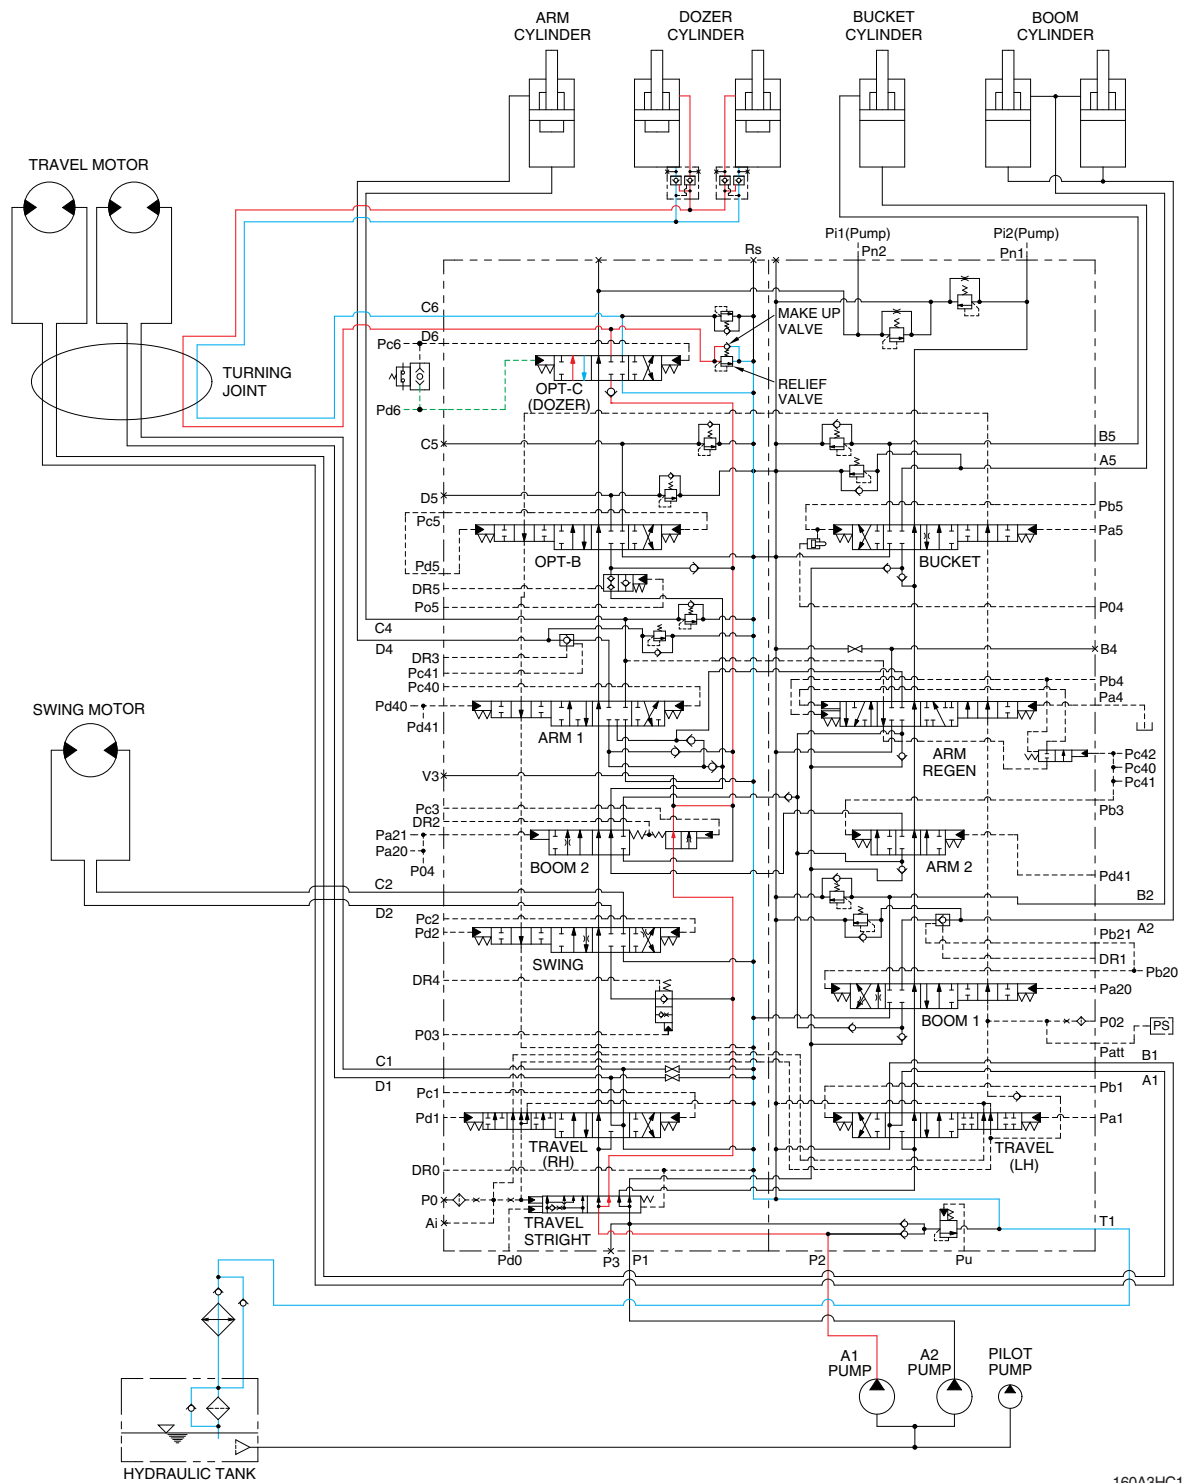 ARM
CYLINDER
DOZER
CYLINDER
BUCKET
CYLINDER
BOOM
CYLINDER
TRAVEL MOTOR
Pi1(Pump)
Pn2
Pi2(Pump)
Pn1
Rs
C6
D6
Pc6
Pd6
MAKE UP
VALVE
RELIEF
VALVE
TURNING
JOINT
OPT-C
(DOZER)
C5
B5
A5
D5
Pc5
Pb5
Pa5
OPT-B
BUCKET
Pd5
DR5
Po5
P04
C4
D4
B4
DR3
Pc41
Pc40
Pb4
Pa4
Pd40
Pd41
SWING MOTOR
ARM 1
ARM
REGEN
Pc42
Pc40
Pc41
V3
Pc3
DR2
Pb3
Pa21
Pa20
P04
BOOM 2
ARM 2
Pd41
C2
D2
B2
A2
Pc2
Pd2
Pb21
DR1
Pb20
SWING
DR4
Pa20
BOOM 1
P03
P02
PS
Patt
C1
D1
B1
A1
Pc1
Pb1
Pd1
Pa1
TRAVEL
(RH)
TRAVEL
(LH)
DR0
P0
Ai
TRAVEL
STRIGHT
T1
Pd0
P3
P1
P2
Pu
A1
PUMP
A2
PUMP
PILOT
PUMP
HYDRAULIC TANK
160A3HC1